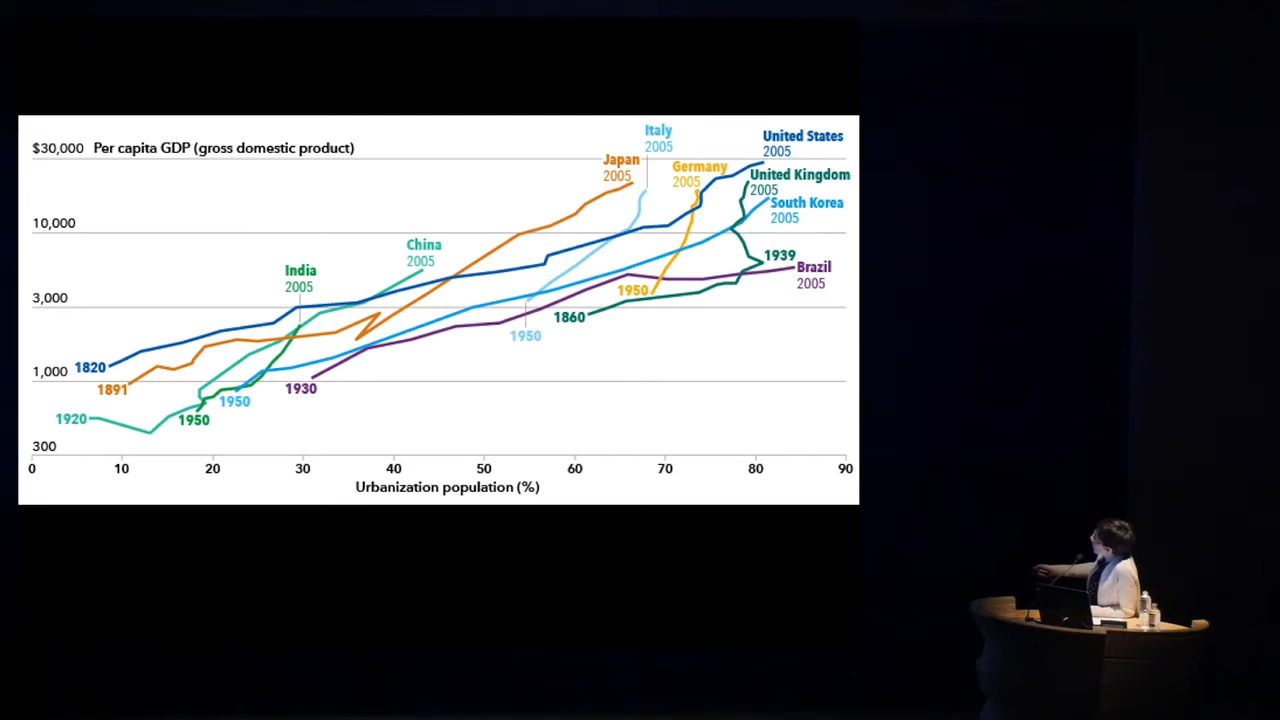 Italy
2005
United States
2005
$30,000 Per capita GDP (gross domestic product)
Japan
2005
Germany
2005
United Kingdom
2005
South Korea
2005
10,000
China
2005
1939
Brazil
2005
India
2005
1950
3,000
1860
1950
1820
1,000
1891
1930
1950
1920
1950
300
0 10 20 30 40 50 60 70 80 90
Urbanization population (%)